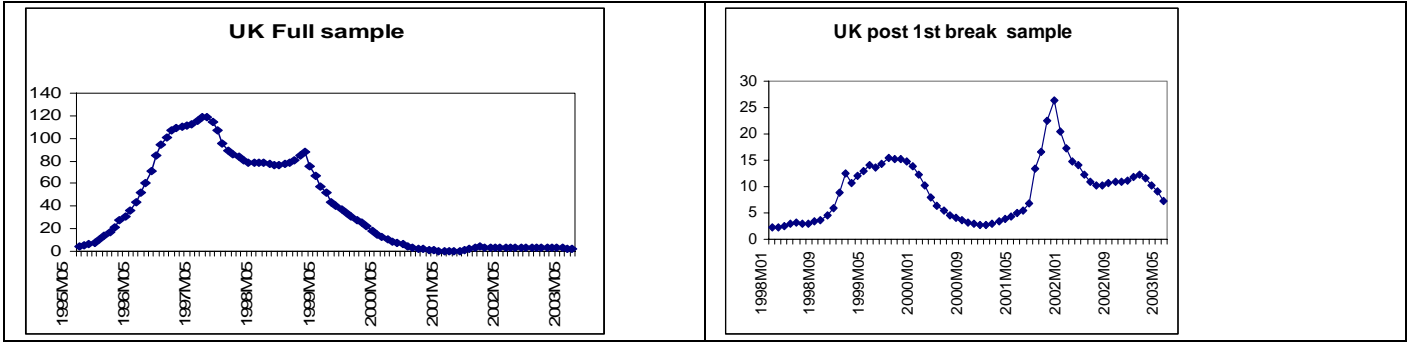 UK Full sample
140
120
100
80
60
40
20
0
1995M05
1996M05
1997M05
1998M05
1999M05
2000M05
2001M05
2002M05
2003M05
UK post 1st break sample
30
25
20
15
10
5
0
1998M01
1998M09
1999M05
2000M01
2000M09
2001M05
2002M01
2002M09
2003M05